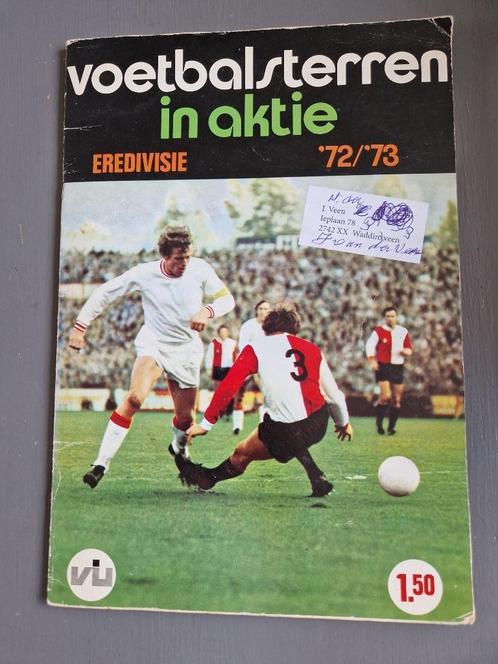 voetbalsterren
in aktie
EREDIVISIE '72/'73
J. Veen
Ieplaan 78
2742 XX Waddinxveen
3
viu
1.50